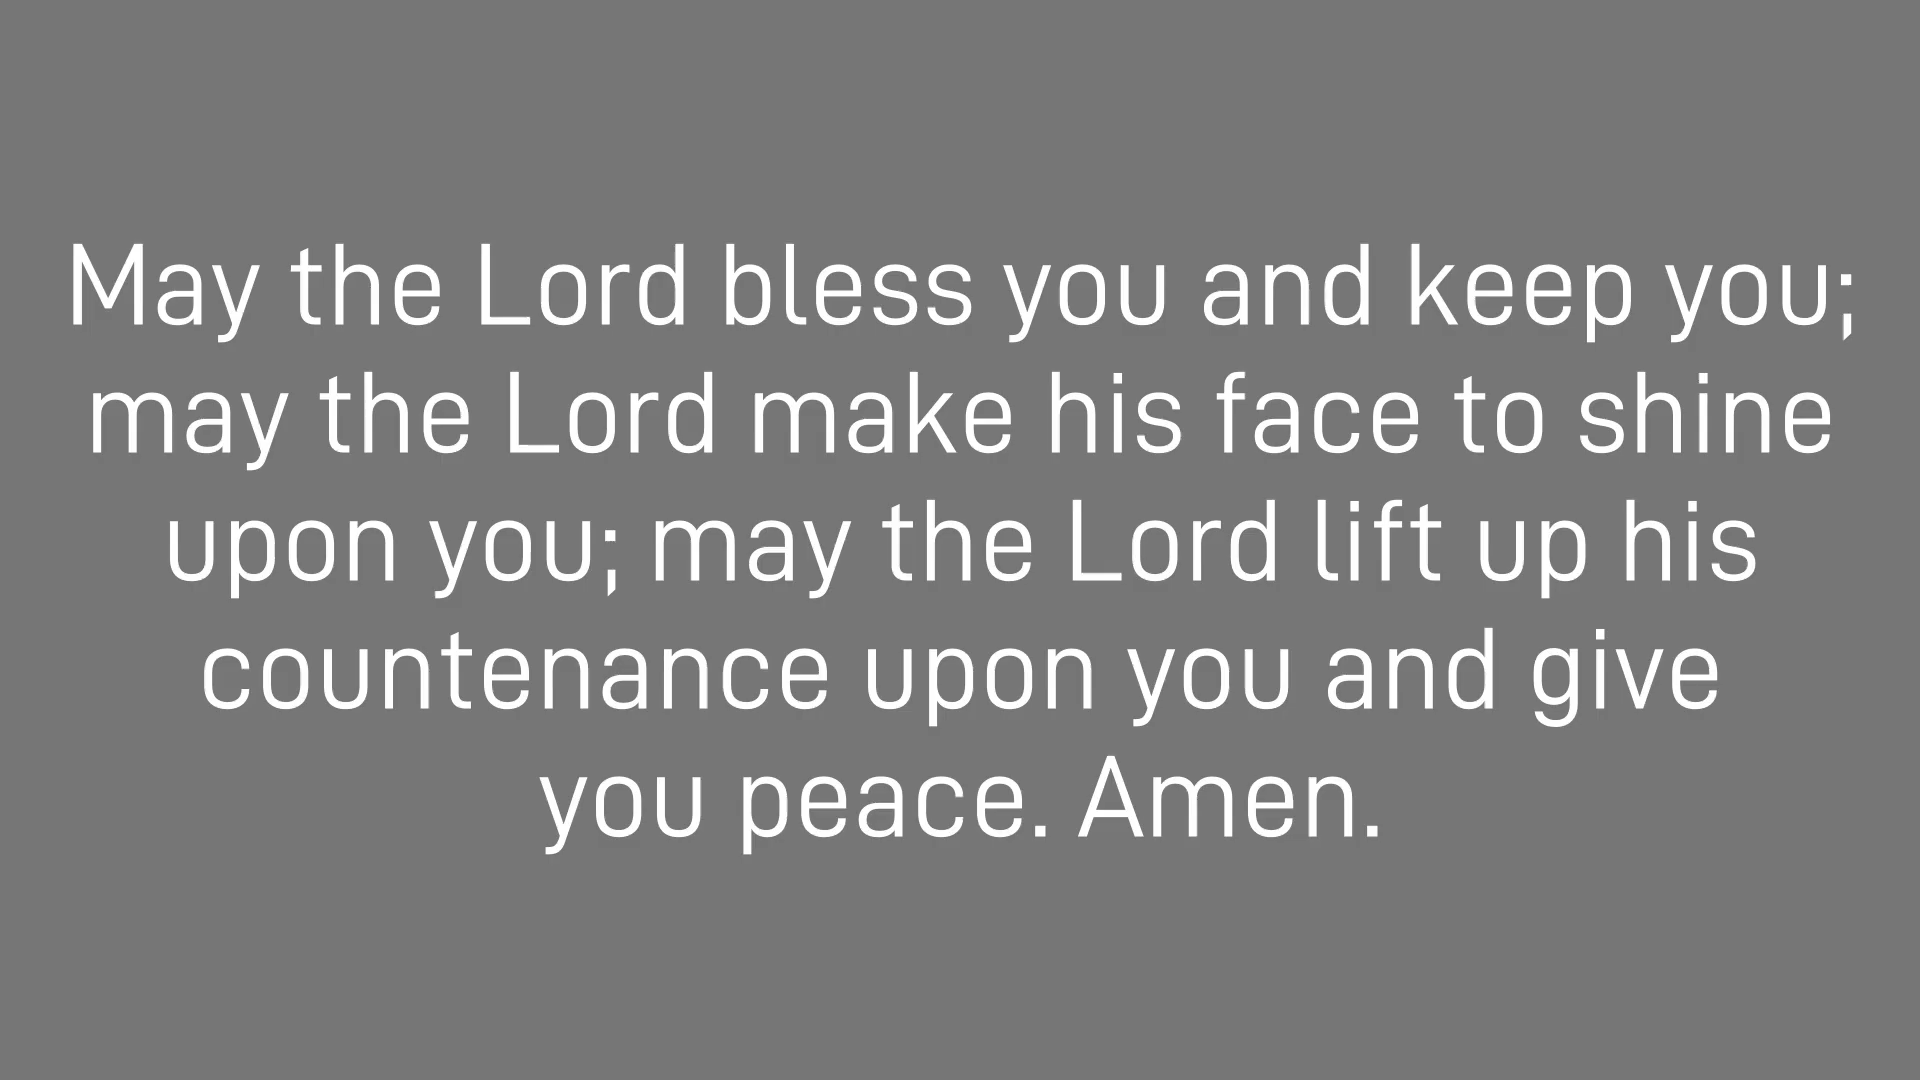 May the Lord bless you and keep you;
may the Lord make his face to shine
upon you; may the Lord lift up his
countenance upon you and give
you peace. Amen.